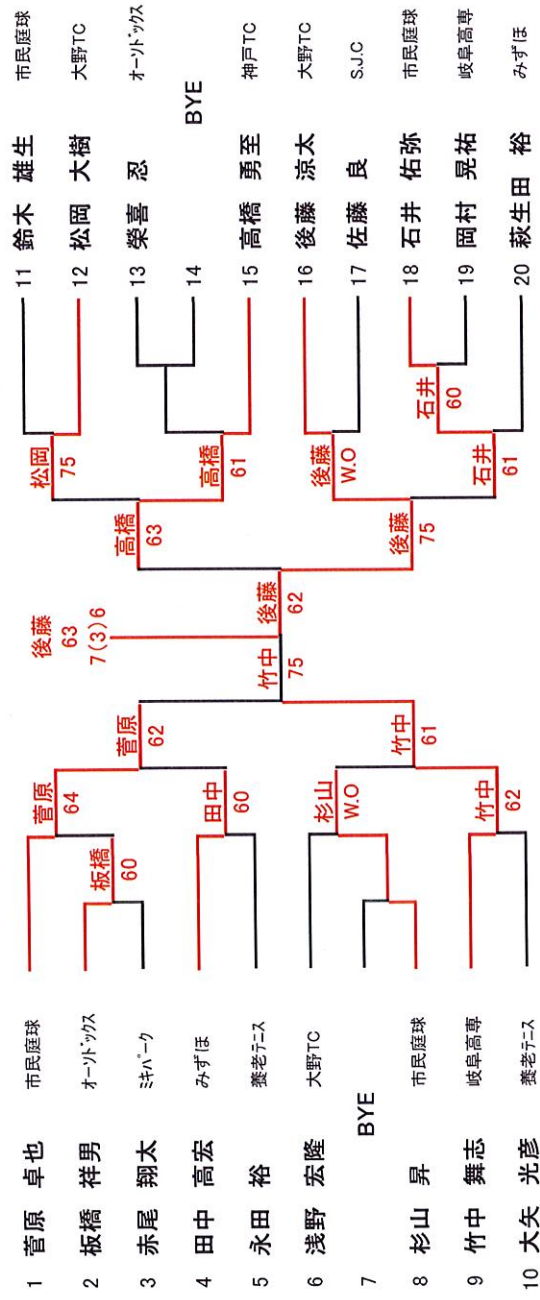 1 菅原 卓也 市民庭球
2 板橋 祥男 オーソドックス
3 赤尾 翔太 ミキパーク
4 田中 高宏 みずほ
5 永田 裕 養老テニス
6 浅野 宏隆 大野TC
7 BYE
8 杉山 昇 市民庭球
9 竹中 舞志 岐阜高専
10 大矢 光彦 養老テニス
板橋
60
菅原
64
田中
60
杉山
W.O
竹中
62
菅原
62
竹中
61
竹中
75
後藤
63
7(3)6
後藤
62
高橋
63
後藤
75
松岡
75
高橋
61
後藤
W.O
石井
61
石井
60
11 鈴木 雄生 市民庭球
12 松岡 大樹 大野TC
13 榮喜 忍 オーソドックス
14 BYE
15 高橋 勇至 神戸TC
16 後藤 涼太 大野TC
17 佐藤 良 S.J.C
18 石井 佑弥 市民庭球
19 岡村 晃祐 岐阜高専
20 萩生田 裕 みずほ